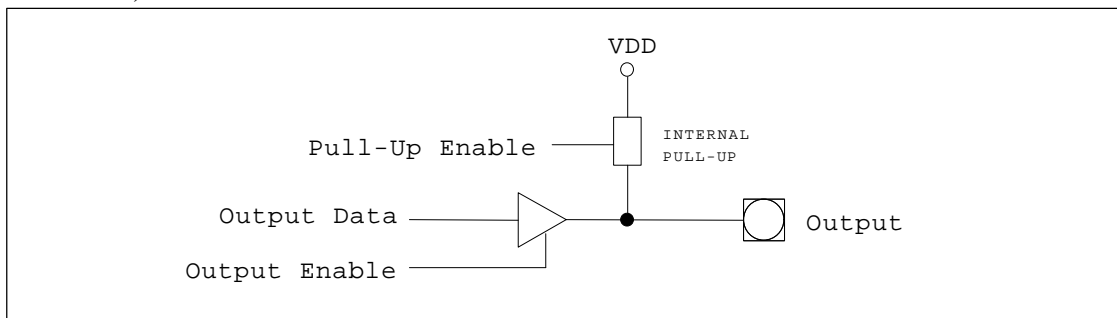 VDD
INTERNAL
Pull-Up Enable
PULL-UP
Output Data
Output
Output Enable